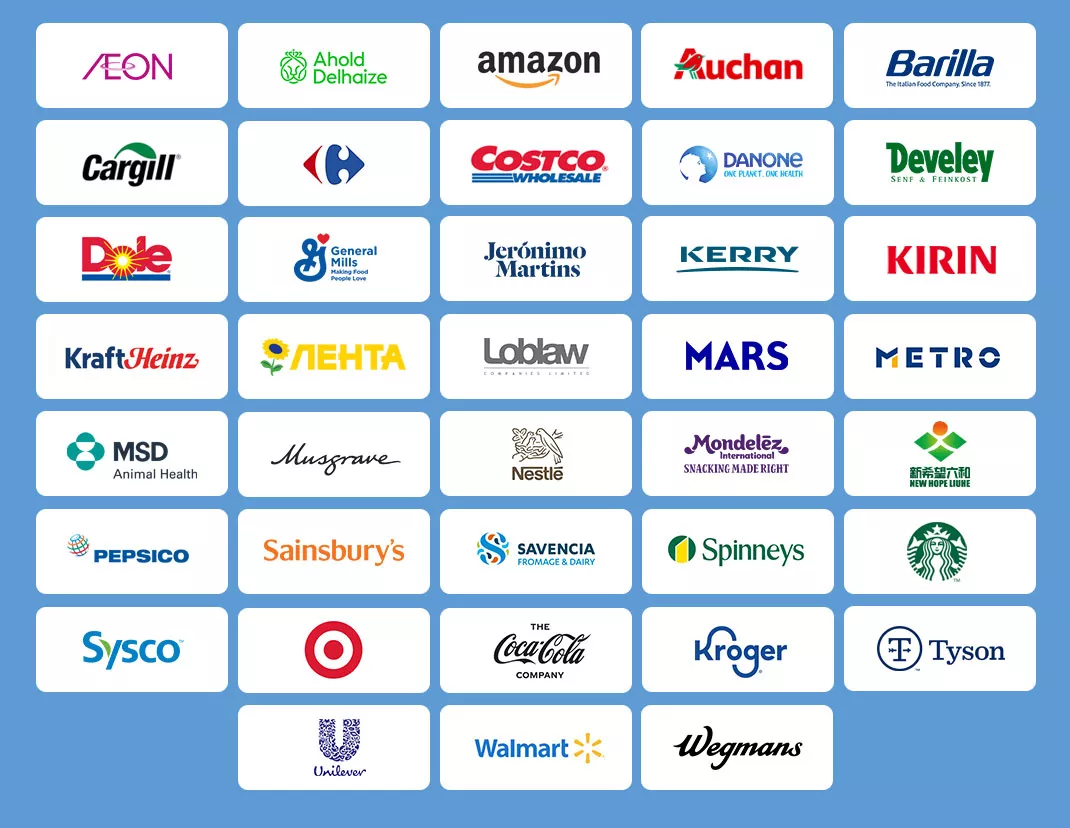 ÆON
Ahold
Delhaize
amazon
Auchan
Barilla
The Italian Food Company. Since 1877.
Cargill®
COSTCO®
WHOLESALE
DANONE
ONE PLANET. ONE HEALTH
Develey
SENF & FEINKOST
Dole
General
Mills
Making Food
People Love
Jerónimo
Martins
KERRY
KIRIN
KraftHeinz
ЛЕНТА
Loblaw
COMPANIES LIMITED
MARS
METRO
MSD
Animal Health
Musgrave
Nestlé
Mondelēz
International
SNACKING MADE RIGHT
新希望六和
NEW HOPE LIUHE
PEPSICO
Sainsbury's
SAVENCIA
FROMAGE & DAIRY
Spinneys
TM
Sysco™
THE
Coca-Cola
COMPANY
Kroger®
T Tyson
Unilever
Walmart
Wegmans